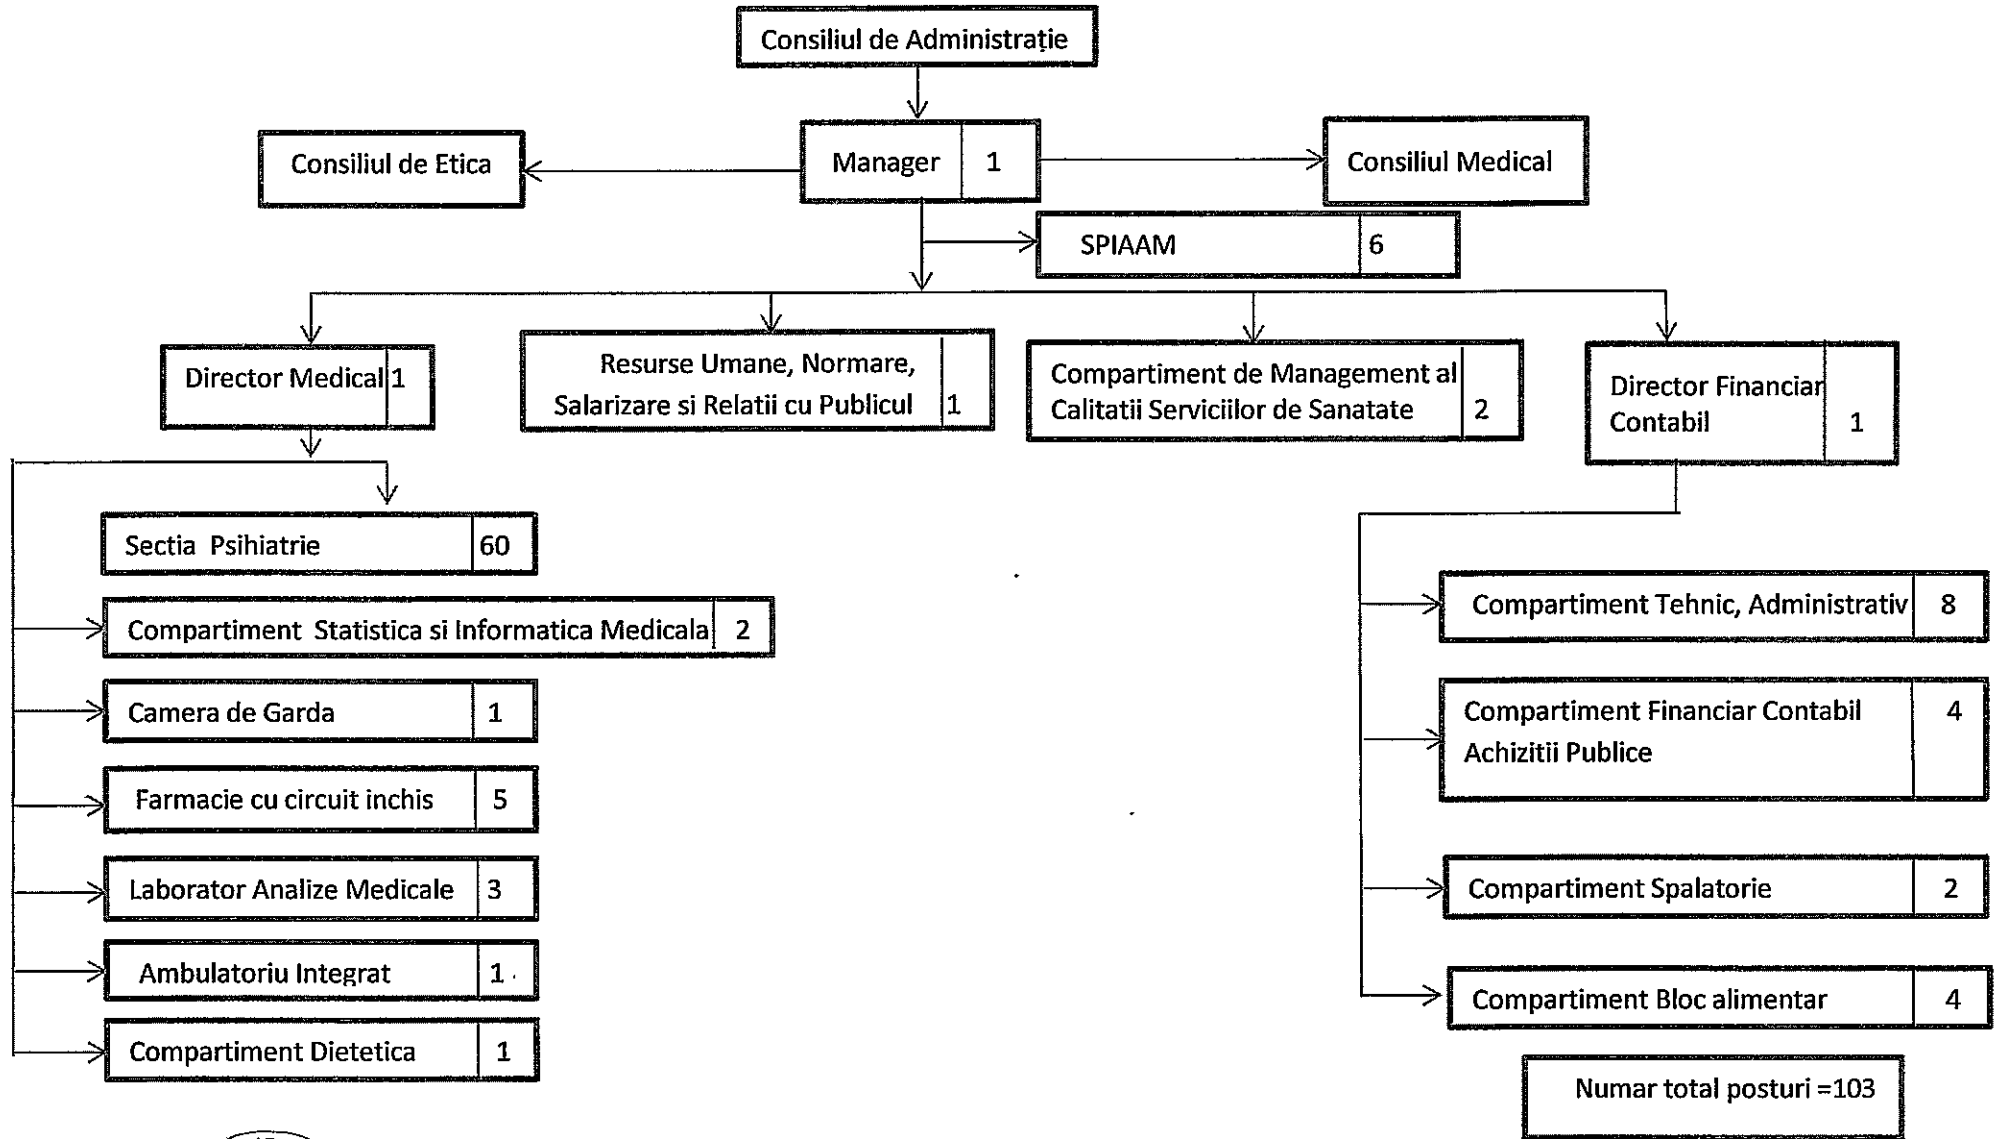 Consiliul de Administrație
Consiliul de Etica
Manager 1
Consiliul Medical
SPIAAM 6
Director Medical 1
Resurse Umane, Normare,
Salarizare si Relatii cu Publicul 1
Compartiment de Management al
Calitatii Serviciilor de Sanatate 2
Director Financiar
Contabil 1
Sectia Psihiatrie 60
Compartiment Statistica si Informatica Medicala 2
Camera de Garda 1
Farmacie cu circuit inchis 5
Laborator Analize Medicale 3
Ambulatoriu Integrat 1
Compartiment Dietetica 1
Compartiment Tehnic, Administrativ 8
Compartiment Financiar Contabil 4
Achizitii Publice
Compartiment Spalatorie 2
Compartiment Bloc alimentar 4
Numar total posturi =103